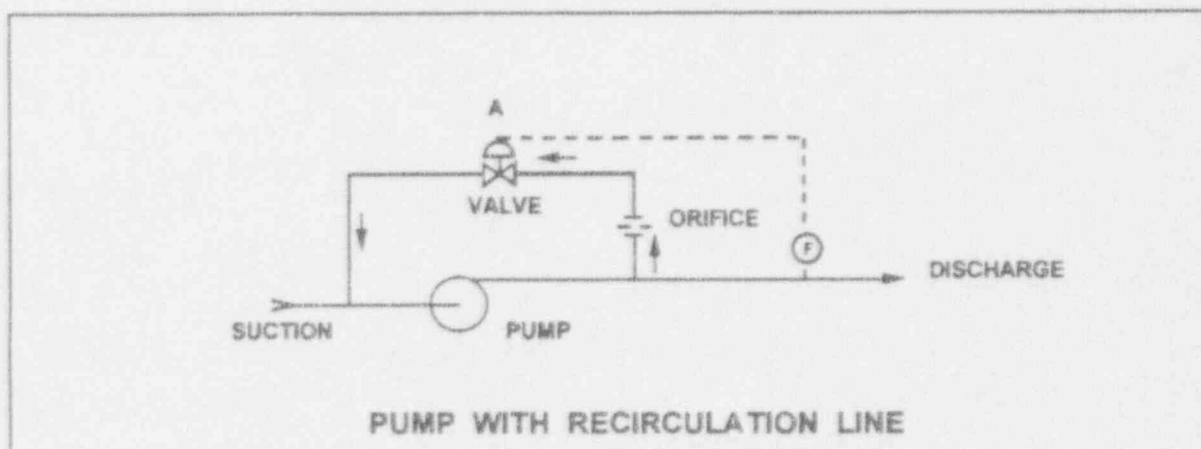 A
VALVE
ORIFICE
F
DISCHARGE
SUCTION
PUMP
PUMP WITH RECIRCULATION LINE